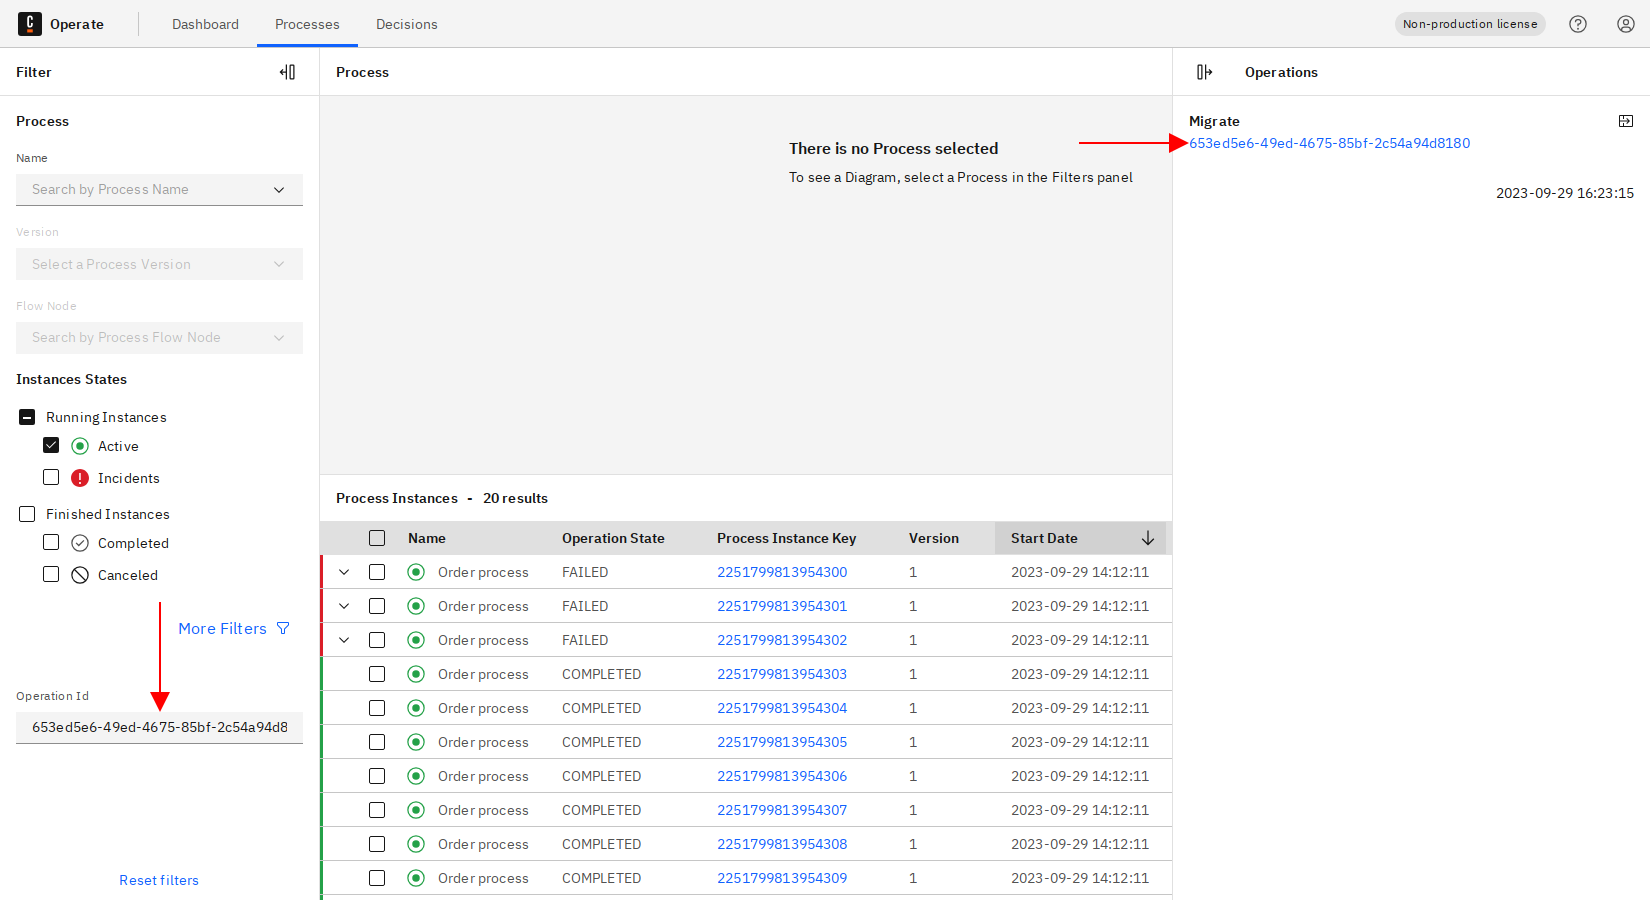 C Operate Dashboard Processes Decisions Non-production license
Filter
Process
Name
Search by Process Name
Version
Select a Process Version
Flow Node
Search by Process Flow Node
Instances States
Running Instances
Active
Incidents
Finished Instances
Completed
Canceled
More Filters
Operation Id
653ed5e6-49ed-4675-85bf-2c54a94d8
Reset filters
Process
There is no Process selected
To see a Diagram, select a Process in the Filters panel
Process Instances - 20 results
Name Operation State Process Instance Key Version Start Date
Order process FAILED 2251799813954300 1 2023-09-29 14:12:11
Order process FAILED 2251799813954301 1 2023-09-29 14:12:11
Order process FAILED 2251799813954302 1 2023-09-29 14:12:11
Order process COMPLETED 2251799813954303 1 2023-09-29 14:12:11
Order process COMPLETED 2251799813954304 1 2023-09-29 14:12:11
Order process COMPLETED 2251799813954305 1 2023-09-29 14:12:11
Order process COMPLETED 2251799813954306 1 2023-09-29 14:12:11
Order process COMPLETED 2251799813954307 1 2023-09-29 14:12:11
Order process COMPLETED 2251799813954308 1 2023-09-29 14:12:11
Order process COMPLETED 2251799813954309 1 2023-09-29 14:12:11
Operations
Migrate
653ed5e6-49ed-4675-85bf-2c54a94d8180
2023-09-29 16:23:15